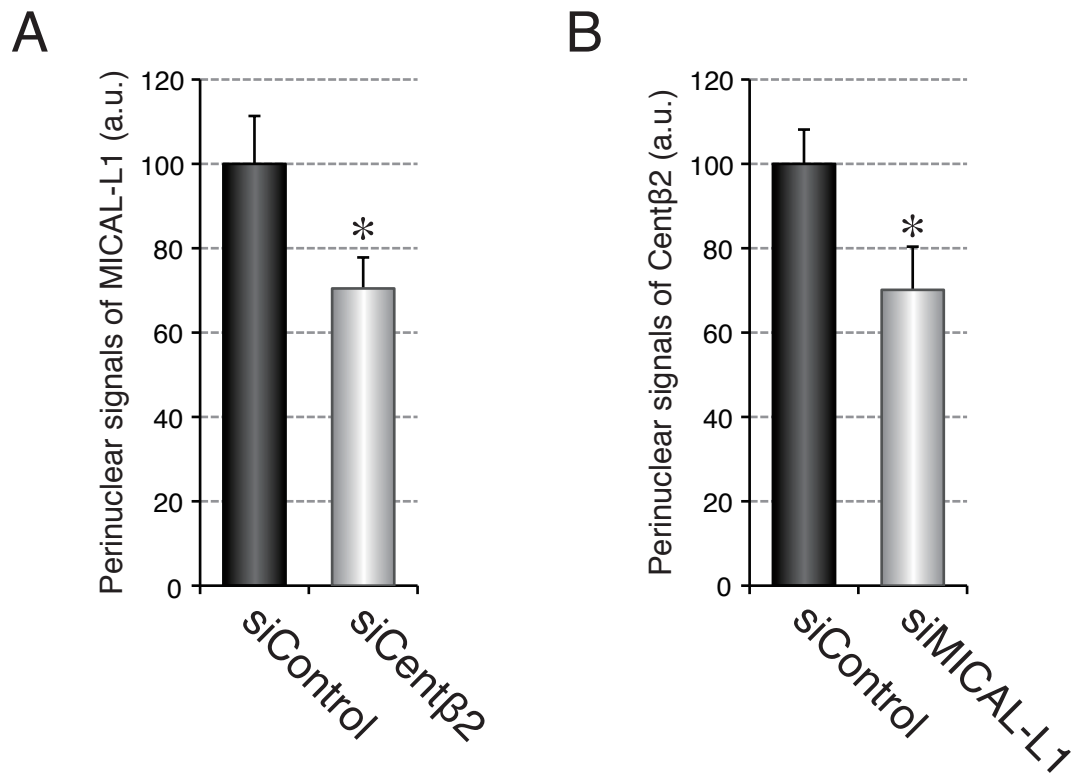 A
Perinuclear signals of MICAL-L1 (a.u.)
120
100
80
60
40
20
0
*
siControl
siCentβ2
B
Perinuclear signals of Centβ2 (a.u.)
120
100
80
60
40
20
0
*
siControl
siMICAL-L1